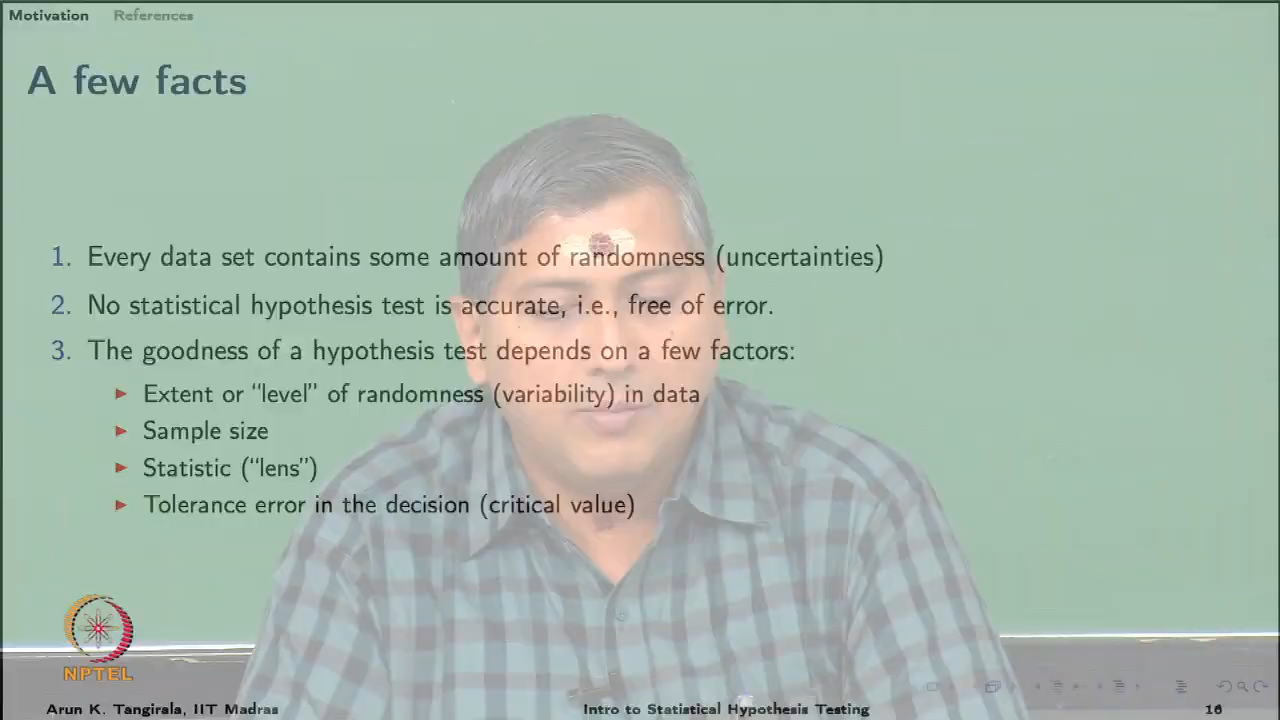 Motivation References
A few facts
1. Every data set contains some amount of randomness (uncertainties)
2. No statistical hypothesis test is accurate, i.e., free of error.
3. The goodness of a hypothesis test depends on a few factors:
▶ Extent or “level” of randomness (variability) in data
▶ Sample size
▶ Statistic (“lens”)
▶ Tolerance error in the decision (critical value)
NPTEL
Arun K. Tangirala, IIT Madras Intro to Statistical Hypothesis Testing 16